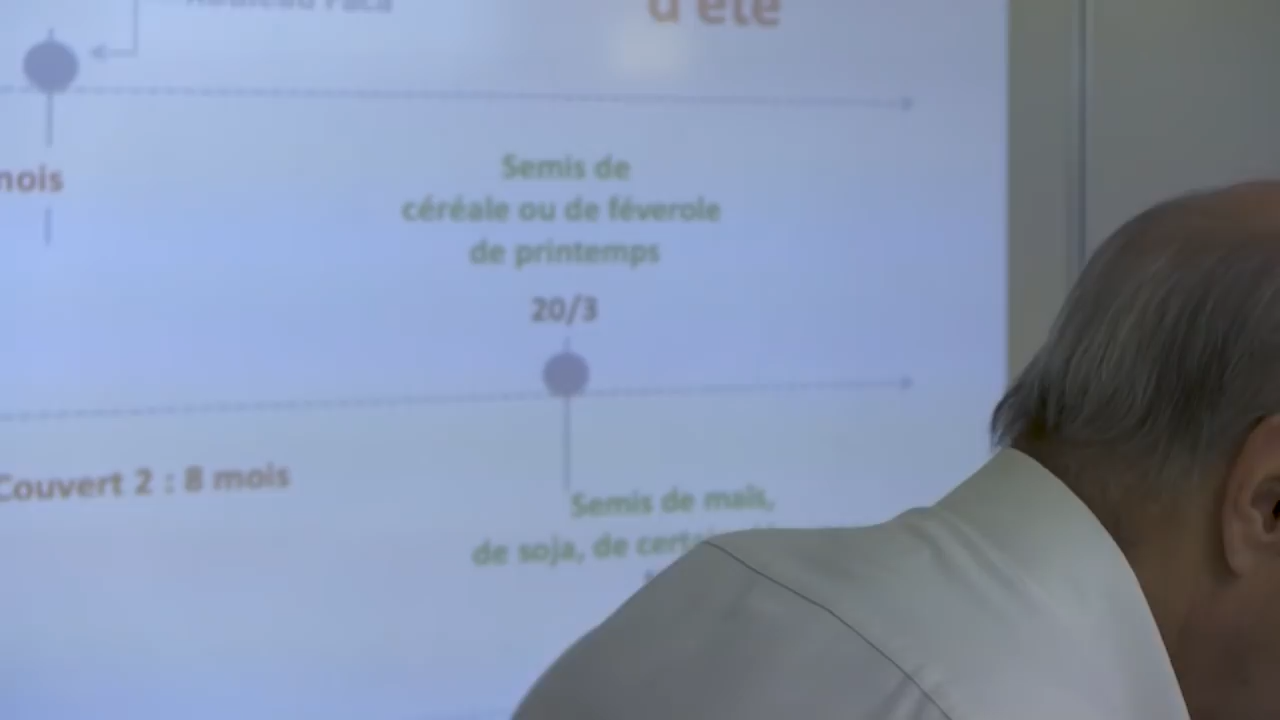 d'été
Semis de
céréale ou de féverole
de printemps
20/3
Couvert 2 : 8 mois
Semis de maïs,
de soja, de